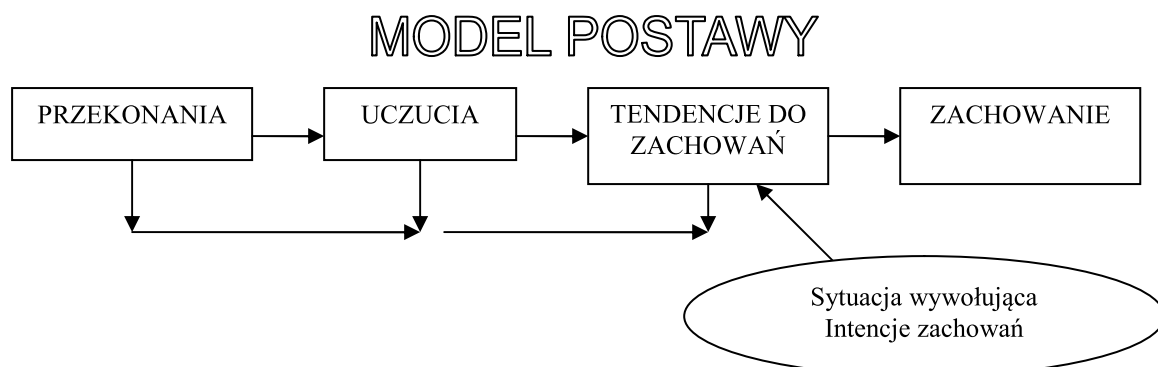 MODEL POSTAWY
PRZEKONANIA
UCZUCIA
TENDENCJE DO
ZACHOWAŃ
ZACHOWANIE
Sytuacja wywołująca
Intencje zachowań